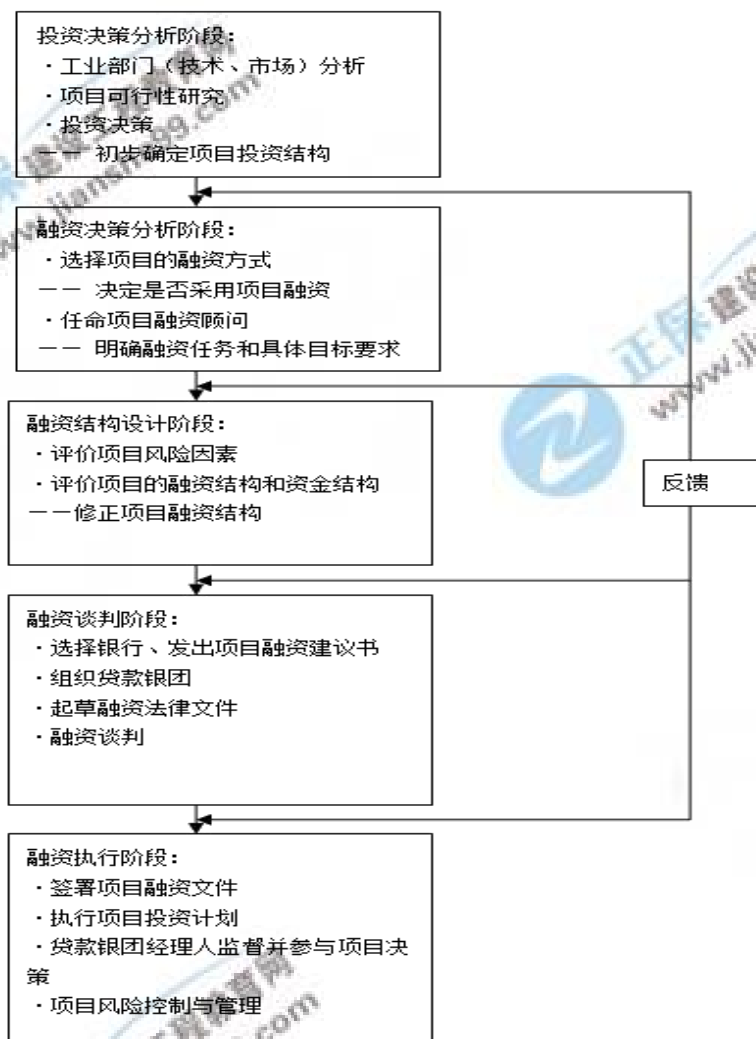 投资决策分析阶段：
·工业部门（技术、市场）分析
·项目可行性研究
·投资决策
－－ 初步确定项目投资结构
融资决策分析阶段：
·选择项目的融资方式
－－ 决定是否采用项目融资
·任命项目融资顾问
－－ 明确融资任务和具体目标要求
融资结构设计阶段：
·评价项目风险因素
·评价项目的融资结构和资金结构
－－修正项目融资结构
反馈
融资谈判阶段：
·选择银行、发出项目融资建议书
·组织贷款银团
·起草融资法律文件
·融资谈判
融资执行阶段：
·签署项目融资文件
·执行项目投资计划
·贷款银团经理人监督并参与项目决
策
·项目风险控制与管理